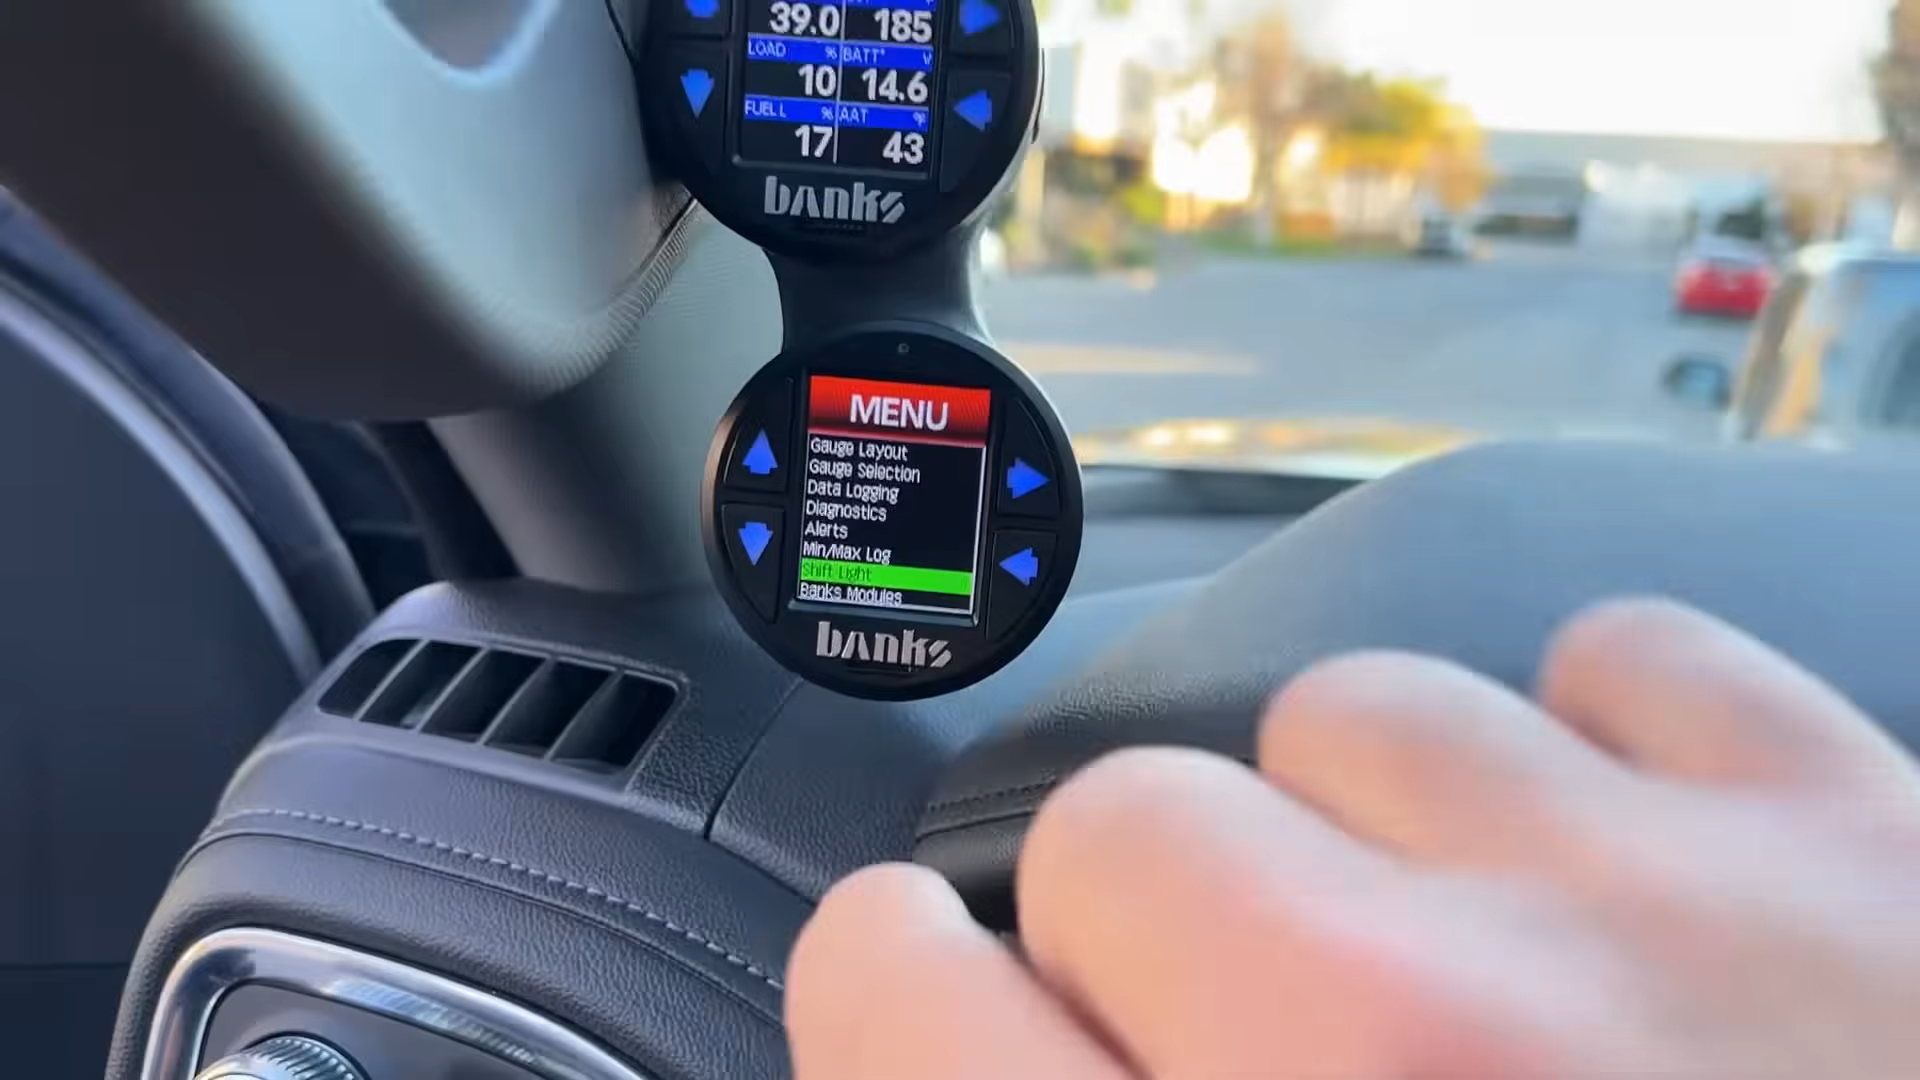 39.0 185
LOAD % BATT* V
10 14.6
FUEL L % AAT °F
17 43
banks
MENU
Gauge Layout
Gauge Selection
Data Logging
Diagnostics
Alerts
Min/Max Log
Shift Light
Banks Modules
banks